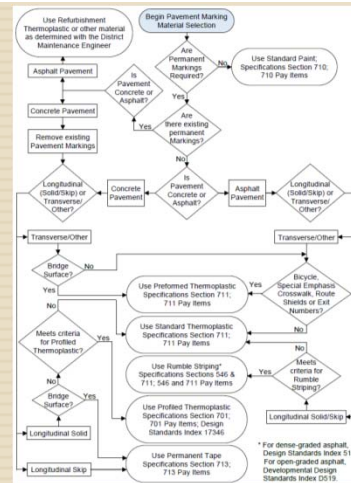 Use Refurbishment
Thermoplastic or other material
as determined with the District
Maintenance Engineer
Begin Pavement Marking
Material Selection
Are
Permanent
Markings
Required?
No
Use Standard Paint;
Specifications Section 710;
710 Pay Items
Asphalt Pavement
Is
Pavement
Concrete or
Asphalt?
Yes
Concrete Pavement
Are
there existing
permanent
Markings?
Yes
Remove existing
Pavement Markings
No
Longitudinal
(Solid/Skip) or
Transverse/
Other?
Concrete
Pavement
Is
Pavement
Concrete or
Asphalt?
Asphalt
Pavement
Longitudinal
(Solid/Skip) or
Transverse/
Other?
Transverse/Other
Transverse/Other
Bridge
Surface?
No
Yes
Bicycle,
Special Emphasis
Crosswalk, Route
Shields or Exit
Numbers?
Yes
Use Preformed Thermoplastic
Specifications Section 711;
711 Pay Items
No
Meets criteria
for Profiled
Thermoplastic?
No
Yes
Use Standard Thermoplastic
Specifications Section 711;
711 Pay Items
No
Use Rumble Striping*
Specifications Sections 546 &
711; 546 and 711 Pay Items
Yes
Meets
criteria for
Rumble
Striping?
No
Bridge
Surface?
Yes
Use Profiled Thermoplastic
Specifications Section 701;
701 Pay Items; Design
Standards Index 17346
Longitudinal Solid
Longitudinal Solid/Skip
Longitudinal Skip
Use Permanent Tape
Specifications Section 713;
713 Pay Items
* For dense-graded asphalt,
Design Standards Index 51
For open-graded asphalt,
Developmental Design
Standards Index D519.